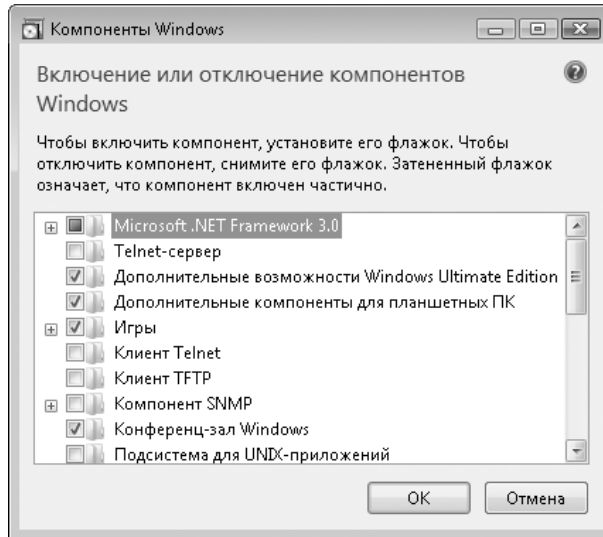 Компоненты Windows
Включение или отключение компонентов
Windows
Чтобы включить компонент, установите его флажок. Чтобы
отключить компонент, снимите его флажок. Затененный флажок
означает, что компонент включен частично.
Microsoft .NET Framework 3.0
Telnet-сервер
Дополнительные возможности Windows Ultimate Edition
Дополнительные компоненты для планшетных ПК
Игры
Клиент Telnet
Клиент TFTP
Компонент SNMP
Конференц-зал Windows
Подсистема для UNIX-приложений
ОК
Отмена